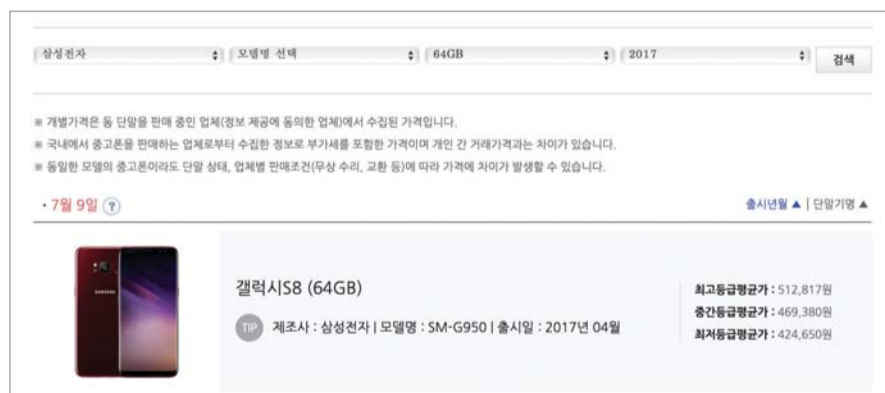 삼성전자 모델명 선택 64GB 2017 검색
※ 개별가격은 동 단말을 판매 중인 업체(정보 제공에 동의한 업체)에서 수집된 가격입니다.
※ 국내에서 중고폰을 판매하는 업체로부터 수집한 정보로 부가세를 포함한 가격이며 개인 간 거래가격과는 차이가 있습니다.
※ 동일한 모델의 중고폰이라도 단말 상태, 업체별 판매조건(무상 수리, 교환 등)에 따라 가격에 차이가 발생할 수 있습니다.
• 7월 9일 ? 출시년월 ▲ | 단말기명 ▲
SAMSUNG
갤럭시S8 (64GB)
TIP 제조사 : 삼성전자 | 모델명 : SM-G950 | 출시일 : 2017년 04월
최고등급평균가 : 512,817원
중간등급평균가 : 469,380원
최저등급평균가 : 424,650원